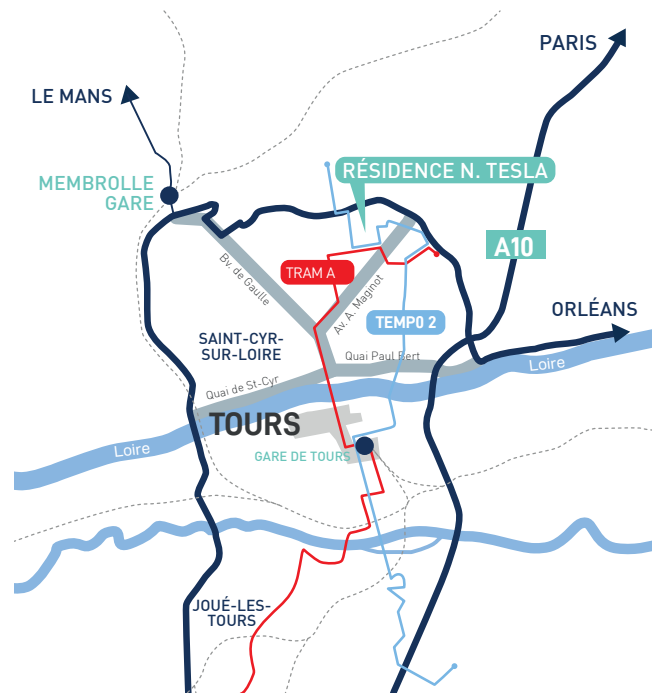 PARIS
LE MANS
RÉSIDENCE N. TESLA
MEMBROLLE
GARE
A10
TRAM A
Bv. de Gaulle
Av. A. Maginot
ORLÉANS
TEMPO 2
SAINT-CYR-
SUR-LOIRE
Quai Paul Bert
Loire
Quai de St-Cyr
TOURS
Loire
GARE DE TOURS
JOUÉ-LES-
TOURS